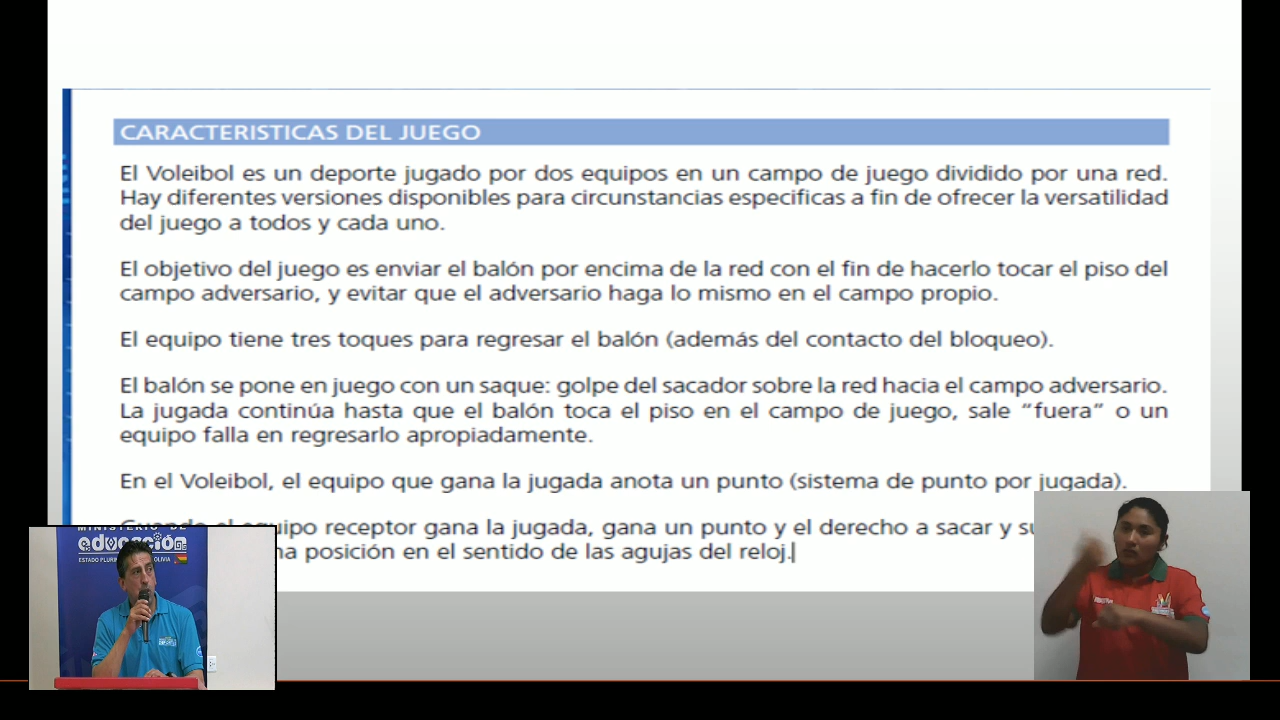 CARACTERISTICAS DEL JUEGO
El Voleibol es un deporte jugado por dos equipos en un campo de juego dividido por una red.
Hay diferentes versiones disponibles para circunstancias especificas a fin de ofrecer la versatilidad
del juego a todos y cada uno.
El objetivo del juego es enviar el balón por encima de la red con el fin de hacerlo tocar el piso del
campo adversario, y evitar que el adversario haga lo mismo en el campo propio.
El equipo tiene tres toques para regresar el balón (además del contacto del bloqueo).
El balón se pone en juego con un saque: golpe del sacador sobre la red hacia el campo adversario.
La jugada continúa hasta que el balón toca el piso en el campo de juego, sale “fuera” o un
equipo falla en regresarlo apropiadamente.
En el Voleibol, el equipo que gana la jugada anota un punto (sistema de punto por jugada).
receptor gana la jugada, gana un punto y el derecho a sacar y
posición en el sentido de las agujas del reloj.
MINISTERIO DE
educación
ESTADO